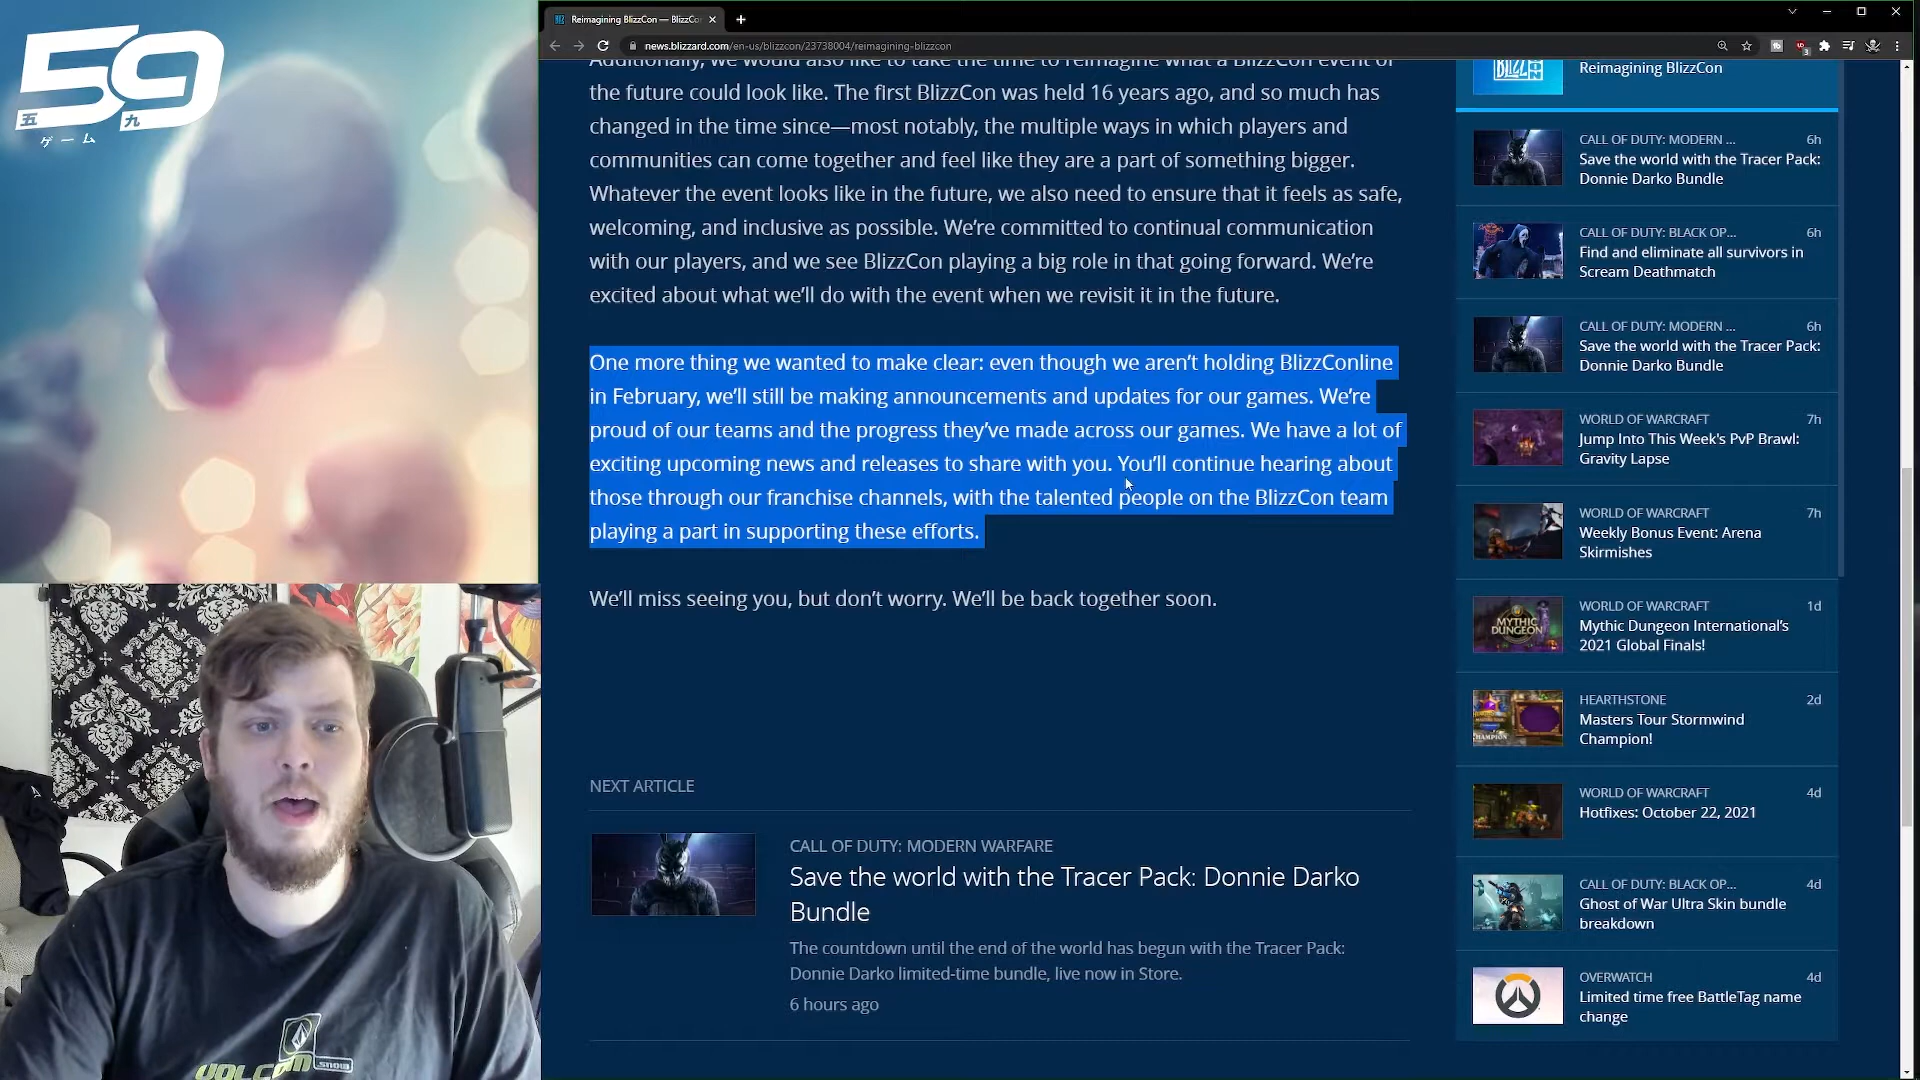 59
五 九
ゲーム
Reimagining BlizzCon — BlizzCo
news.blizzard.com/en-us/blizzcon/23738004/reimagining-blizzcon
Additionally, we would also like to take the time to reimagine what a BlizzCon event of
the future could look like. The first BlizzCon was held 16 years ago, and so much has
changed in the time since—most notably, the multiple ways in which players and
communities can come together and feel like they are a part of something bigger.
Whatever the event looks like in the future, we also need to ensure that it feels as safe,
welcoming, and inclusive as possible. We’re committed to continual communication
with our players, and we see BlizzCon playing a big role in that going forward. We’re
excited about what we’ll do with the event when we revisit it in the future.
One more thing we wanted to make clear: even though we aren’t holding BlizzConline
in February, we’ll still be making announcements and updates for our games. We’re
proud of our teams and the progress they’ve made across our games. We have a lot of
exciting upcoming news and releases to share with you. You’ll continue hearing about
those through our franchise channels, with the talented people on the BlizzCon team
playing a part in supporting these efforts.
We’ll miss seeing you, but don’t worry. We’ll be back together soon.
NEXT ARTICLE
CALL OF DUTY: MODERN WARFARE
Save the world with the Tracer Pack: Donnie Darko
Bundle
The countdown until the end of the world has begun with the Tracer Pack:
Donnie Darko limited-time bundle, live now in Store.
6 hours ago
Reimagining BlizzCon
CALL OF DUTY: MODERN ... 6h
Save the world with the Tracer Pack:
Donnie Darko Bundle
CALL OF DUTY: BLACK OP... 6h
Find and eliminate all survivors in
Scream Deathmatch
CALL OF DUTY: MODERN ... 6h
Save the world with the Tracer Pack:
Donnie Darko Bundle
WORLD OF WARCRAFT 7h
Jump Into This Week's PvP Brawl:
Gravity Lapse
WORLD OF WARCRAFT 7h
Weekly Bonus Event: Arena
Skirmishes
MYTHIC
DUNGEON
WORLD OF WARCRAFT 1d
Mythic Dungeon International’s
2021 Global Finals!
HEARTHSTONE 2d
Masters Tour Stormwind
Champion!
WORLD OF WARCRAFT 4d
Hotfixes: October 22, 2021
CALL OF DUTY: BLACK OP... 4d
Ghost of War Ultra Skin bundle
breakdown
OVERWATCH 4d
Limited time free BattleTag name
change
VOLCOM SNOW